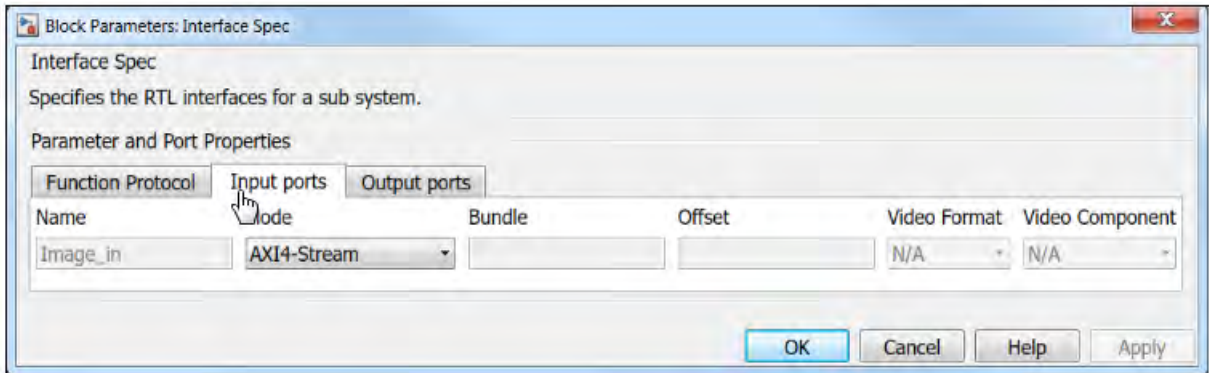 Block Parameters: Interface Spec
Interface Spec
Specifies the RTL interfaces for a sub system.
Parameter and Port Properties
Function Protocol Input ports Output ports
Name Mode Bundle Offset Video Format Video Component
Image_in AXI4-Stream N/A N/A
OK Cancel Help Apply